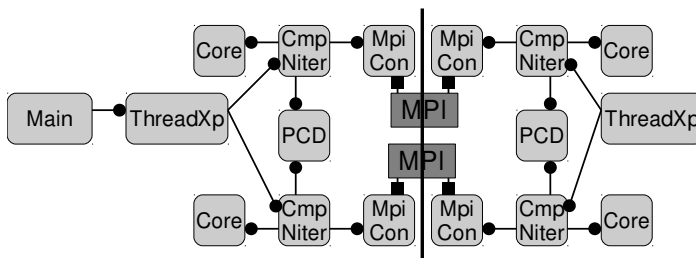 Core
Cmp
Niter
Mpi
Con
Mpi
Con
Cmp
Niter
Core
Main
ThreadXp
PCD
MPI
MPI
PCD
ThreadXp
Core
Cmp
Niter
Mpi
Con
Mpi
Con
Cmp
Niter
Core